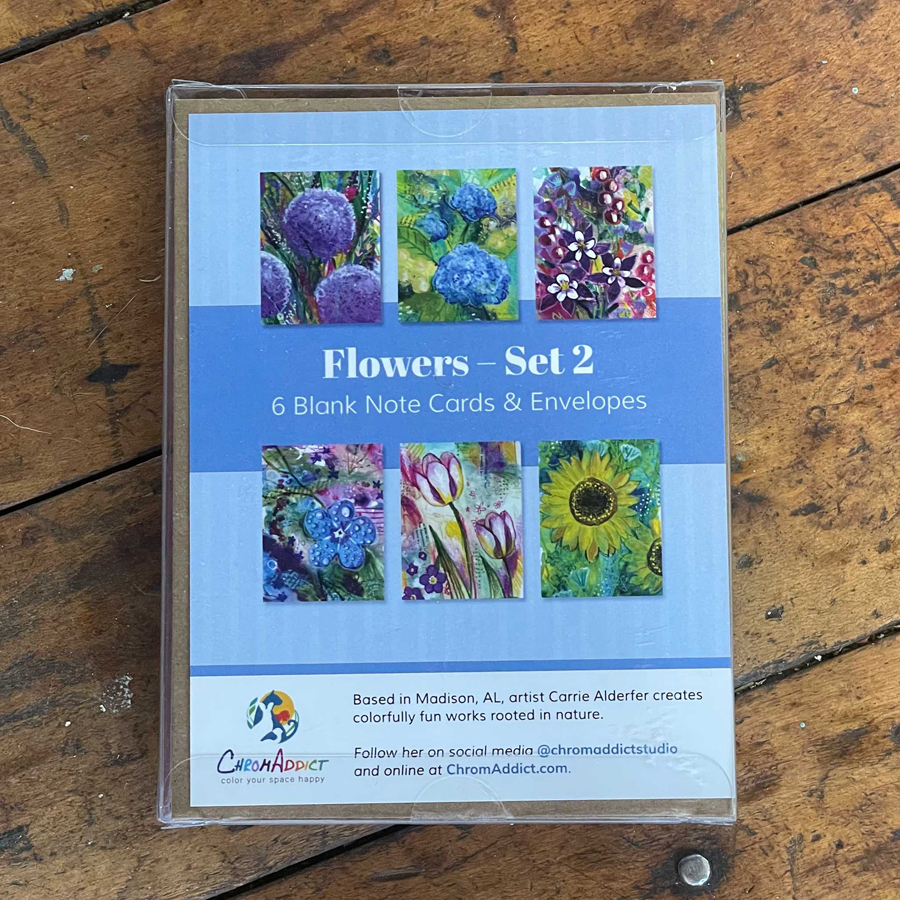 Flowers – Set 2
6 Blank Note Cards & Envelopes
Based in Madison, AL, artist Carrie Alderfer creates
colorfully fun works rooted in nature.
Follow her on social media @chromaddictstudio
and online at ChromAddict.com.
CHROMADDICT
color your space happy